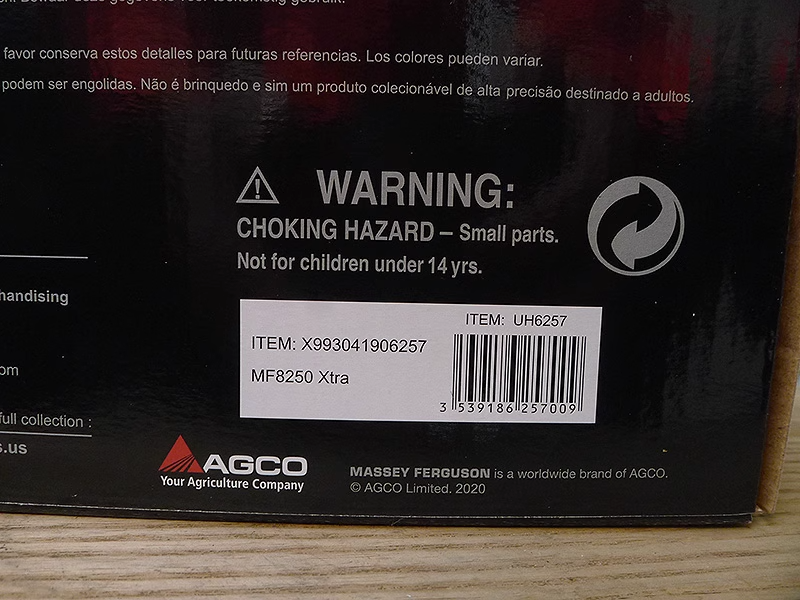 favor conserva estos detalles para futuras referencias. Los colores pueden variar.
podem ser engolidas. Não é brinquedo e sim um produto colecionável de alta precisão destinado a adultos.
WARNING:
CHOKING HAZARD – Small parts.
Not for children under 14 yrs.
handising
ITEM: UH6257
ITEM: X993041906257
MF8250 Xtra
3 539186 257009
om
full collection :
s.us
AGCO
Your Agriculture Company
MASSEY FERGUSON is a worldwide brand of AGCO.
© AGCO Limited. 2020